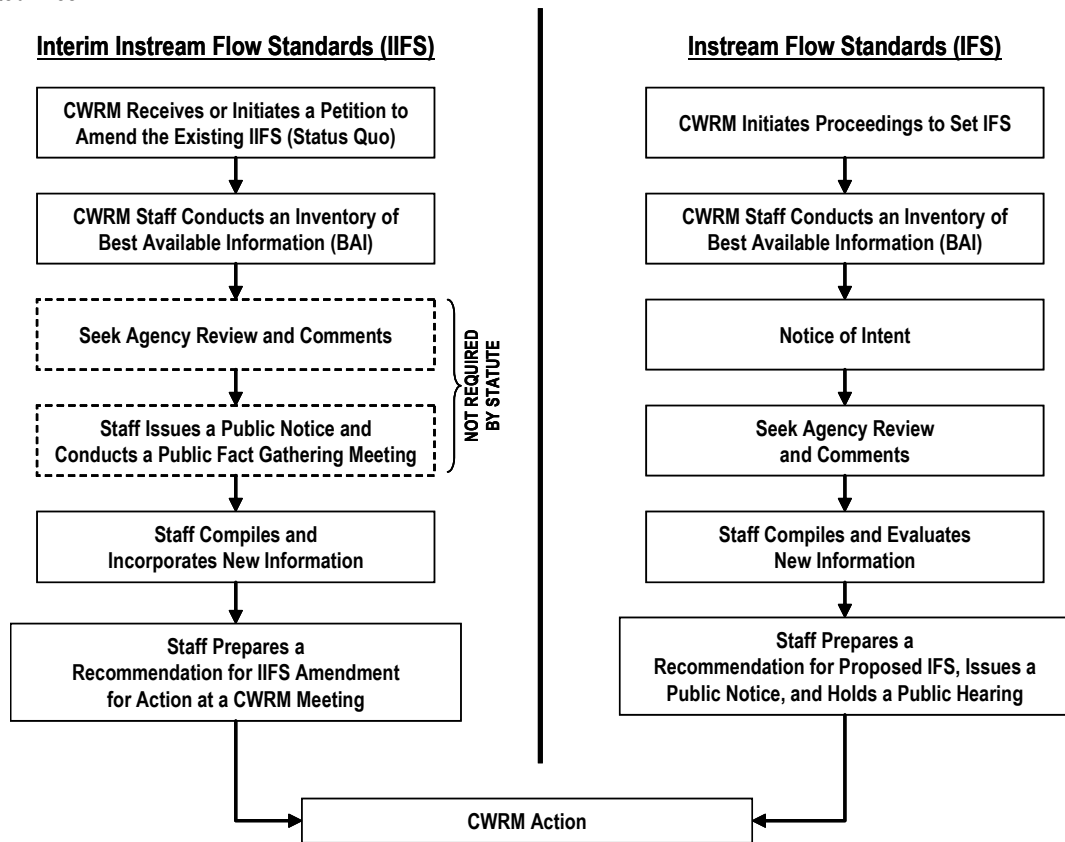 Interim Instream Flow Standards (IIFS)
CWRM Receives or Initiates a Petition to
Amend the Existing IIFS (Status Quo)
CWRM Staff Conducts an Inventory of
Best Available Information (BAI)
Seek Agency Review and Comments
Staff Issues a Public Notice and
Conducts a Public Fact Gathering Meeting
NOT REQUIRED
BY STATUTE
Staff Compiles and
Incorporates New Information
Staff Prepares a
Recommendation for IIFS Amendment
for Action at a CWRM Meeting
Instream Flow Standards (IFS)
CWRM Initiates Proceedings to Set IFS
CWRM Staff Conducts an Inventory of
Best Available Information (BAI)
Notice of Intent
Seek Agency Review
and Comments
Staff Compiles and Evaluates
New Information
Staff Prepares a
Recommendation for Proposed IFS, Issues a
Public Notice, and Holds a Public Hearing
CWRM Action